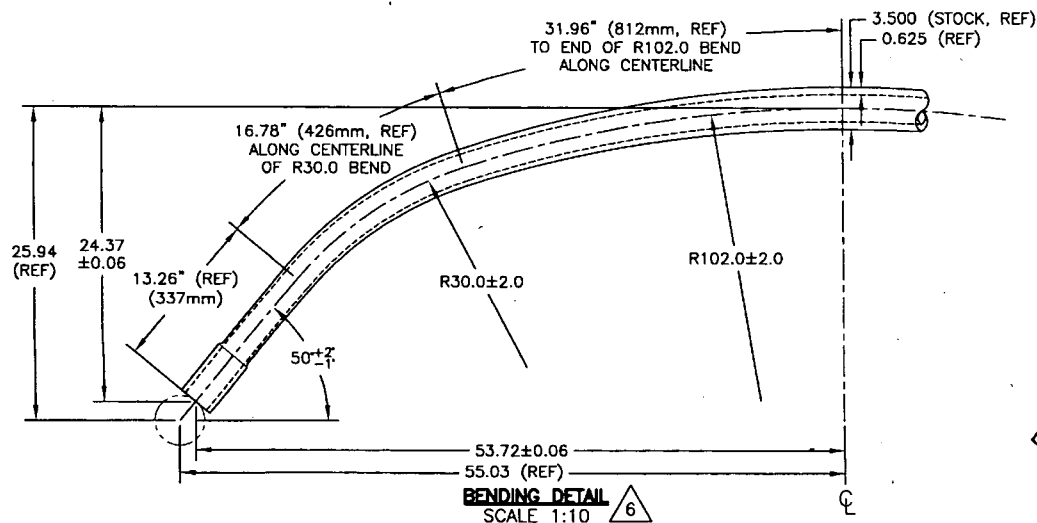 31.96" (812mm, REF)
TO END OF R102.0 BEND
ALONG CENTERLINE
3.500 (STOCK, REF)
0.625 (REF)
16.78" (426mm, REF)
ALONG CENTERLINE
OF R30.0 BEND
25.94
(REF)
24.37
±0.06
13.26" (REF)
(337mm)
R30.0±2.0
R102.0±2.0
50°+2°
-1°
53.72±0.06
55.03 (REF)
BENDING DETAIL
SCALE 1:10
6
℄